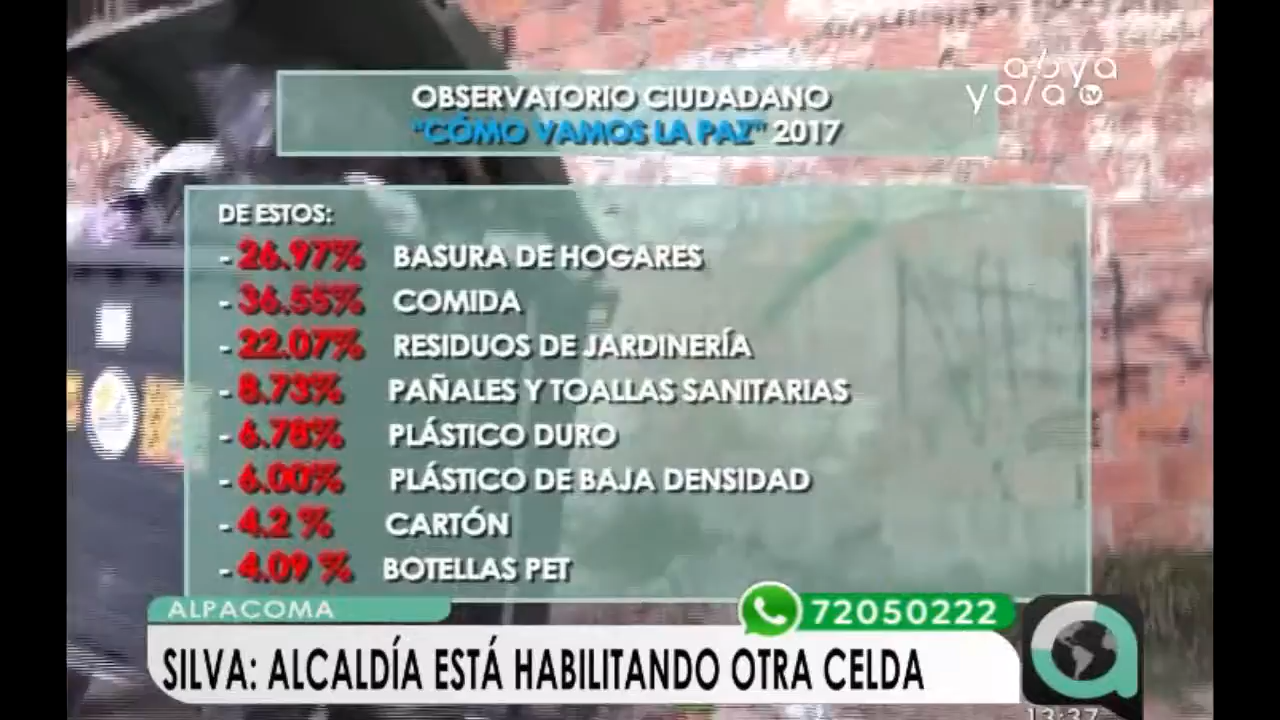 abya
yala tv
OBSERVATORIO CIUDADANO
"CÓMO VAMOS LA PAZ" 2017
DE ESTOS:
- 26.97% BASURA DE HOGARES
- 36.55% COMIDA
- 22.07% RESIDUOS DE JARDINERÍA
- 8.73% PAÑALES Y TOALLAS SANITARIAS
- 6.78% PLÁSTICO DURO
- 6.00% PLÁSTICO DE BAJA DENSIDAD
- 4.2 % CARTÓN
- 4.09 % BOTELLAS PET
ALPACOMA
72050222
SILVA: ALCALDÍA ESTÁ HABILITANDO OTRA CELDA
13:37